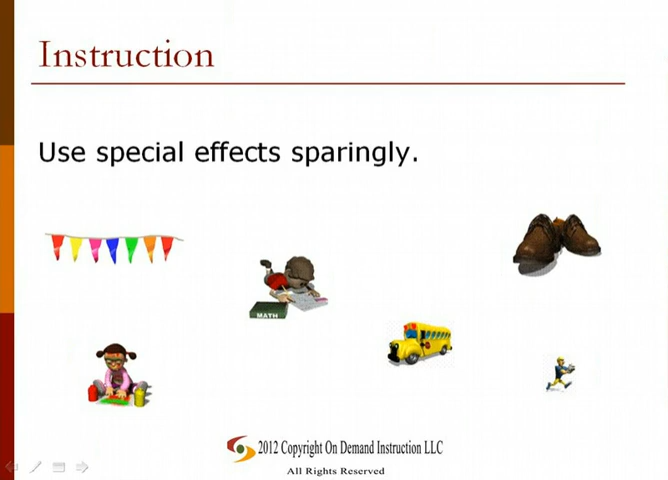 Instruction
Use special effects sparingly.
MATH
2012 Copyright On Demand Instruction LLC
All Rights Reserved